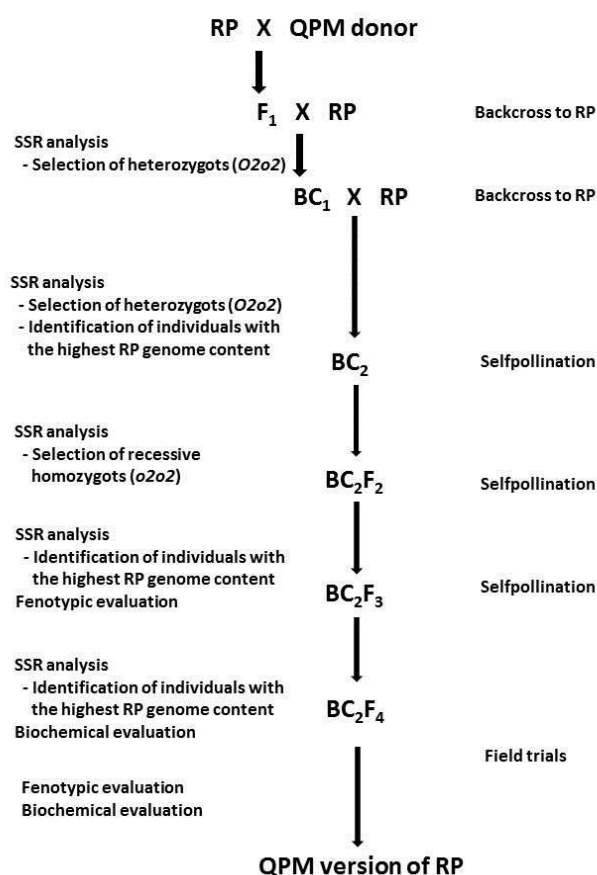 RP X QPM donor
F1 X RP
Backcross to RP
SSR analysis
- Selection of heterozygots (O2o2)
BC1 X RP
Backcross to RP
SSR analysis
- Selection of heterozygots (O2o2)
- Identification of individuals with
the highest RP genome content
BC2
Selfpollination
SSR analysis
- Selection of recessive
homozygots (o2o2)
BC2F2
Selfpollination
SSR analysis
- Identification of individuals with
the highest RP genome content
Fenotypic evaluation
BC2F3
Selfpollination
SSR analysis
- Identification of individuals with
the highest RP genome content
Biochemical evaluation
BC2F4
Field trials
Fenotypic evaluation
Biochemical evaluation
QPM version of RP